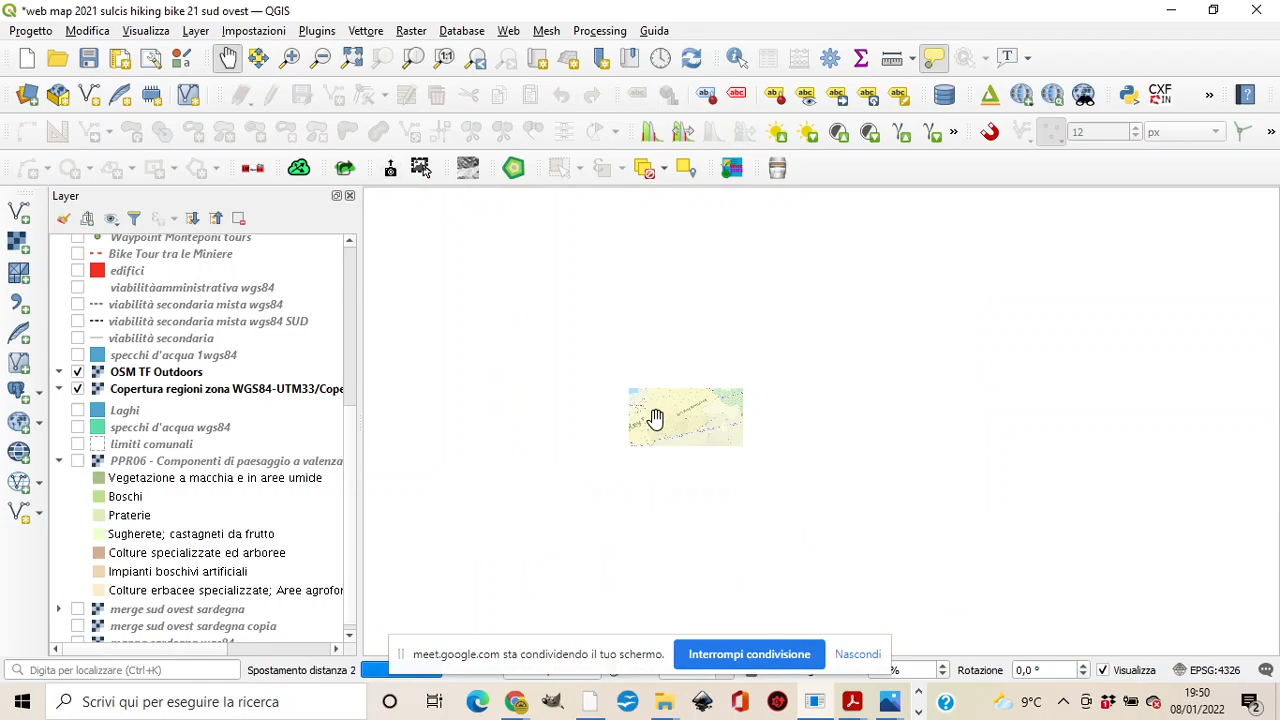 *web map 2021 sulcis hiking bike 21 sud ovest — QGIS
Progetto Modifica Visualizza Layer Impostazioni Plugins Vettore Raster Database Web Mesh Processing Guida
12 px
Layer
Waypoint Monteponi tours
Bike Tour tra le Miniere
edifici
viabilitàamministrativa wgs84
viabilità secondaria mista wgs84
viabilità secondaria mista wgs84 SUD
viabilità secondaria
specchi d'acqua 1wgs84
OSM TF Outdoors
Copertura regioni zona WGS84-UTM33/Cope
Laghi
specchi d'acqua wgs84
limiti comunali
PPR06 - Componenti di paesaggio a valenza
Vegetazione a macchia e in aree umide
Boschi
Praterie
Sugherete; castagneti da frutto
Colture specializzate ed arboree
Impianti boschivi artificiali
Colture erbacee specializzate; Aree agrofor
merge sud ovest sardegna
merge sud ovest sardegna copia
meet.google.com sta condividendo il tuo schermo. Interrompi condivisione Nascondi
Digita per localizzare (Ctrl+K) Spostamento distanza 2 % Rotazione 0,0 ° Visualizza EPSG:4326
Scrivi qui per eseguire la ricerca 9°C
08/01/2022
2